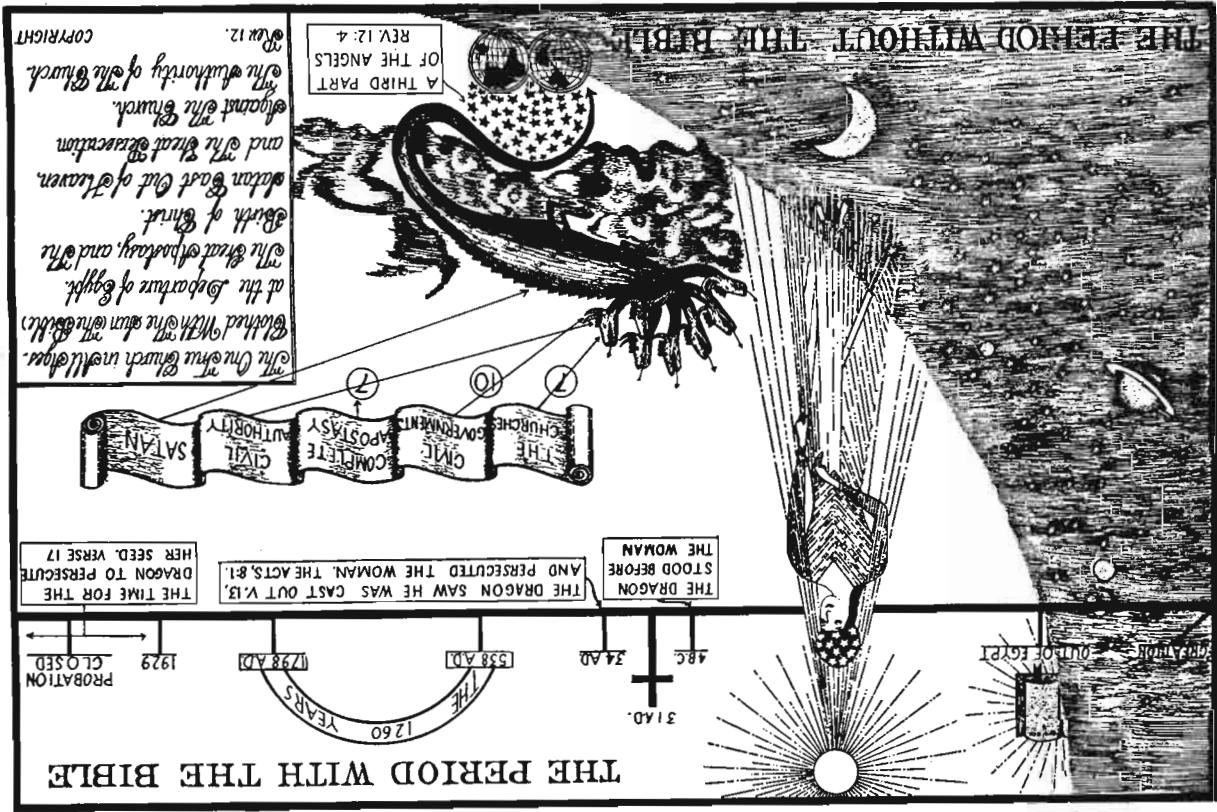 THE PERIOD WITH THE BIBLE
THE 1260 YEARS
31 A.D.
CREATION
OUT OF EGYPT
4 B.C.
34 A.D.
538 A.D.
1798 A.D.
1929
PROBATION
CLOSED
THE DRAGON
STOOD BEFORE
THE WOMAN
THE DRAGON SAW HE WAS CAST OUT V.13,
AND PERSECUTED THE WOMAN. THE ACTS, 8:1.
THE TIME FOR THE
DRAGON TO PERSECUTE
HER SEED. VERSE 17
THE
CHURCHES
CIVIL
GOVERNMENTS
COMPLETE
APOSTASY
CIVIL
AUTHORITY
SATAN
7
10
7
The One True Church in All Ages.
Clothed With The Sun (The Bible)
at the Departure of Egypt.
The Great Apostasy, and The
Birth of Christ.
Satan Cast Out of Heaven,
and The Great Persecution
Against The Church.
The Authority of The Church.
Rev. 12. COPYRIGHT
A THIRD PART
OF THE ANGELS
REV. 12:4
THE PERIOD WITHOUT THE BIBLE